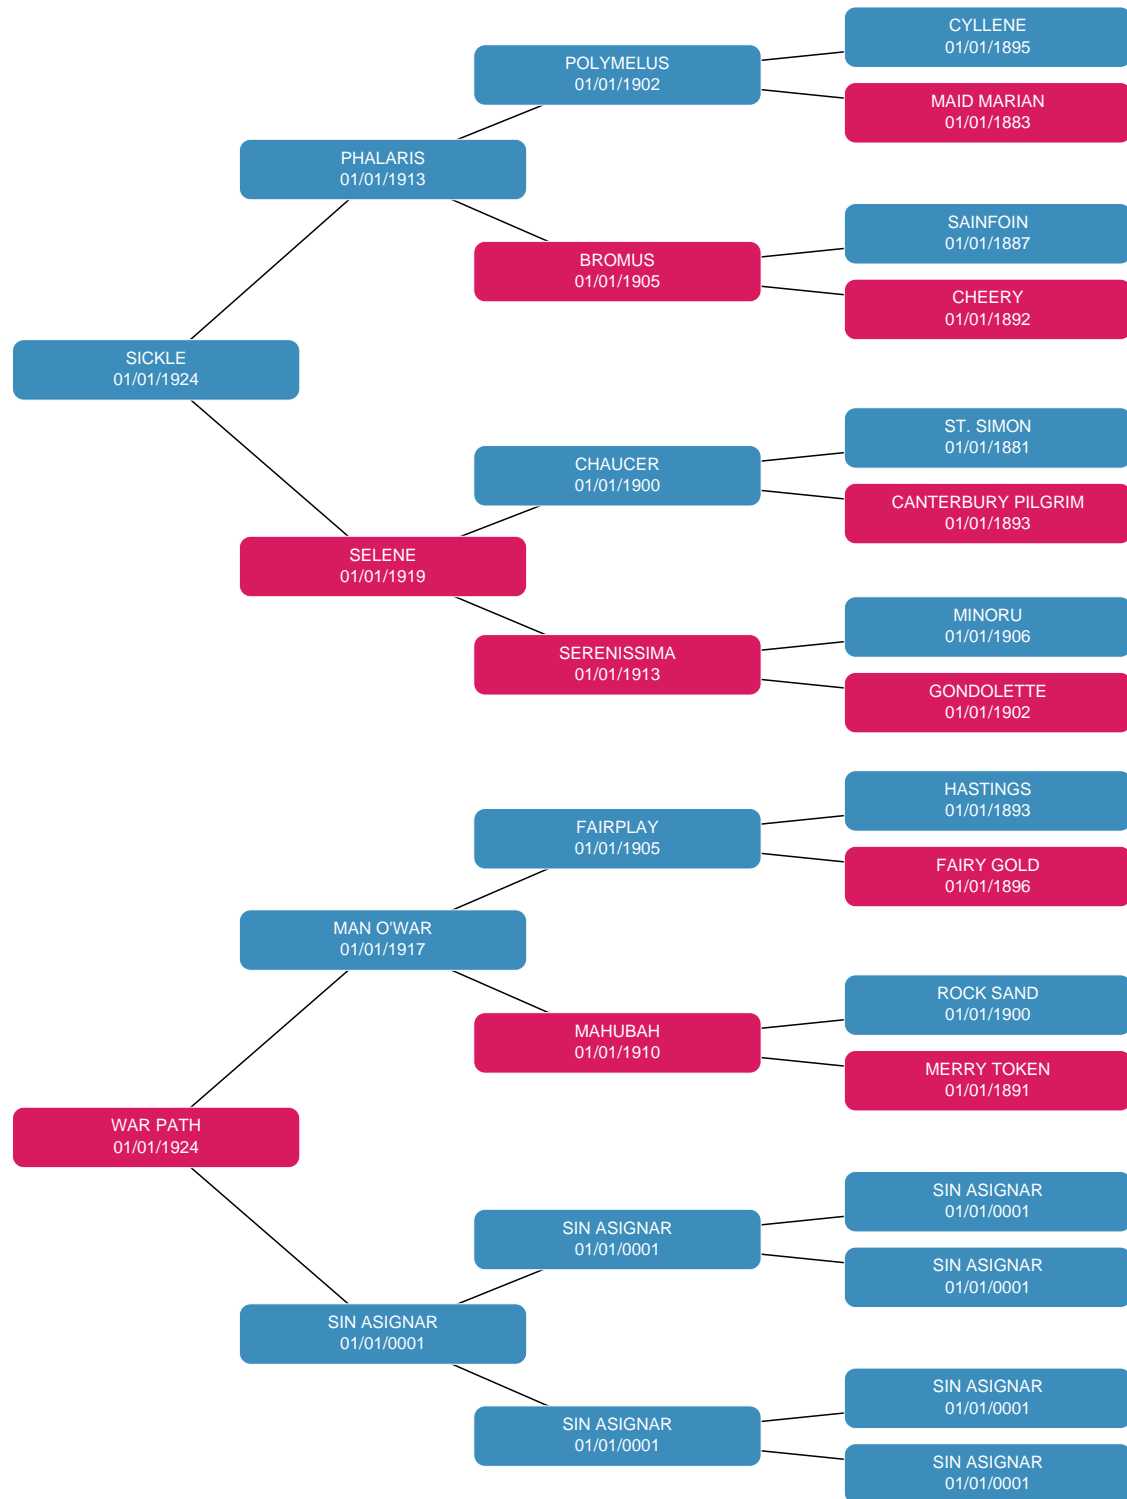 CYLLENE
01/01/1895
POLYMELUS
01/01/1902
MAID MARIAN
01/01/1883
PHALARIS
01/01/1913
SAINFOIN
01/01/1887
BROMUS
01/01/1905
CHEERY
01/01/1892
SICKLE
01/01/1924
ST. SIMON
01/01/1881
CHAUCER
01/01/1900
CANTERBURY PILGRIM
01/01/1893
SELENE
01/01/1919
MINORU
01/01/1906
SERENISSIMA
01/01/1913
GONDOLETTE
01/01/1902
HASTINGS
01/01/1893
FAIRPLAY
01/01/1905
FAIRY GOLD
01/01/1896
MAN O'WAR
01/01/1917
ROCK SAND
01/01/1900
MAHUBAH
01/01/1910
MERRY TOKEN
01/01/1891
WAR PATH
01/01/1924
SIN ASIGNAR
01/01/0001
SIN ASIGNAR
01/01/0001
SIN ASIGNAR
01/01/0001
SIN ASIGNAR
01/01/0001
SIN ASIGNAR
01/01/0001
SIN ASIGNAR
01/01/0001
SIN ASIGNAR
01/01/0001